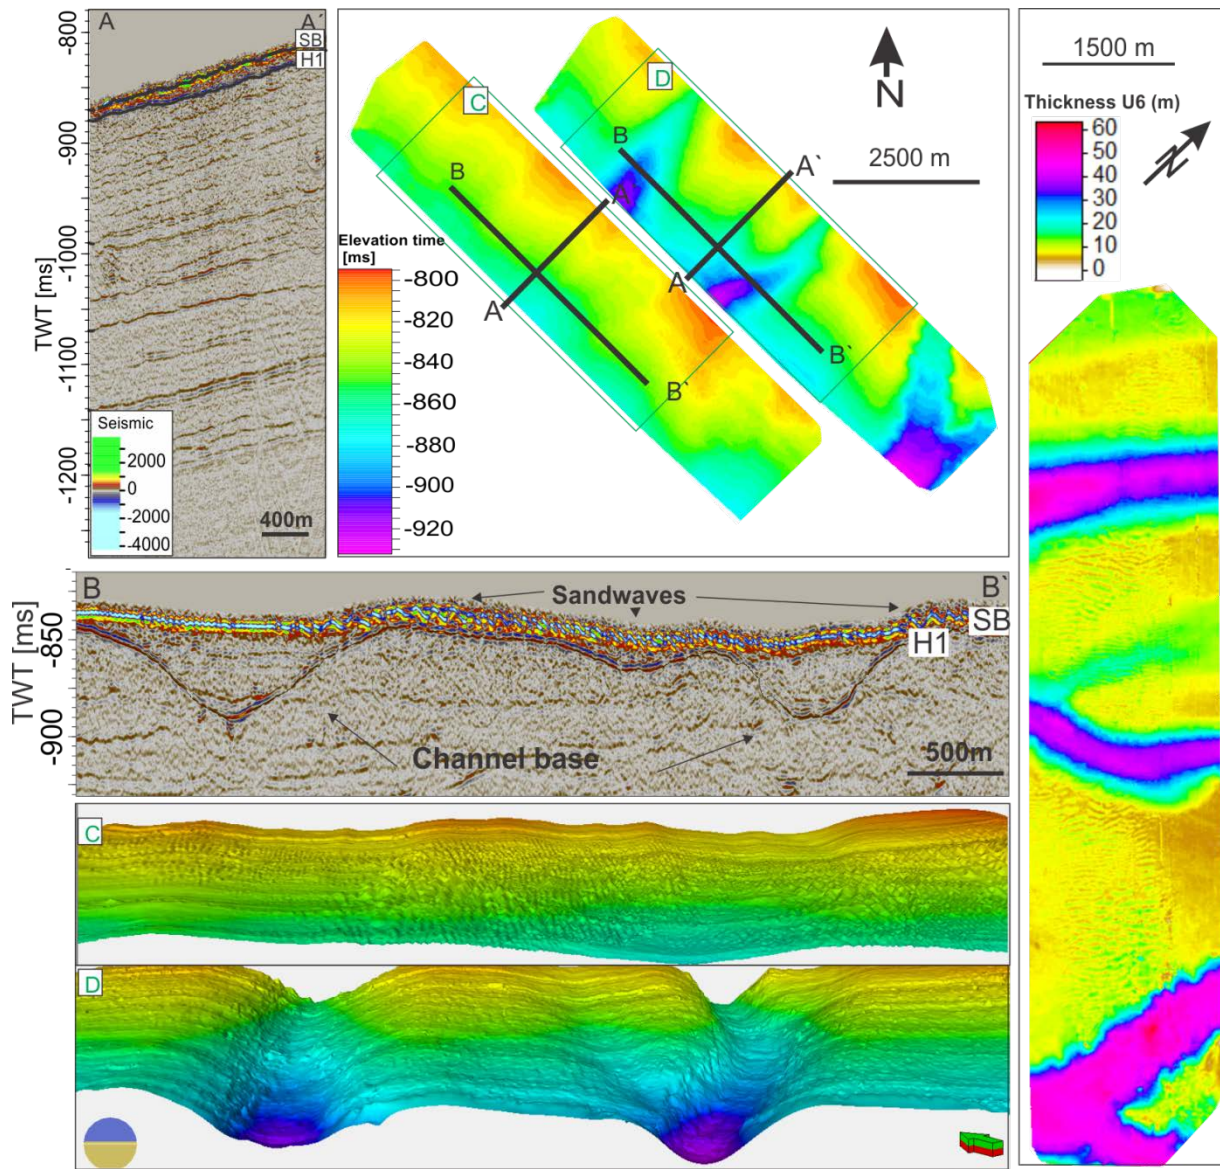 A A´
SB
H1
TWT [ms]
-800
-900
-1000
-1100
-1200
Seismic
2000
0
-2000
-4000
400m
C
B
A`
A
B`
D
B
A`
A
B`
N
2500 m
Elevation time
[ms]
-800
-820
-840
-860
-880
-900
-920
1500 m
Thickness U6 (m)
60
50
40
30
20
10
0
N
B B`
Sandwaves
SB
H1
TWT [ms]
-850
-900
Channel base
500m
C
D